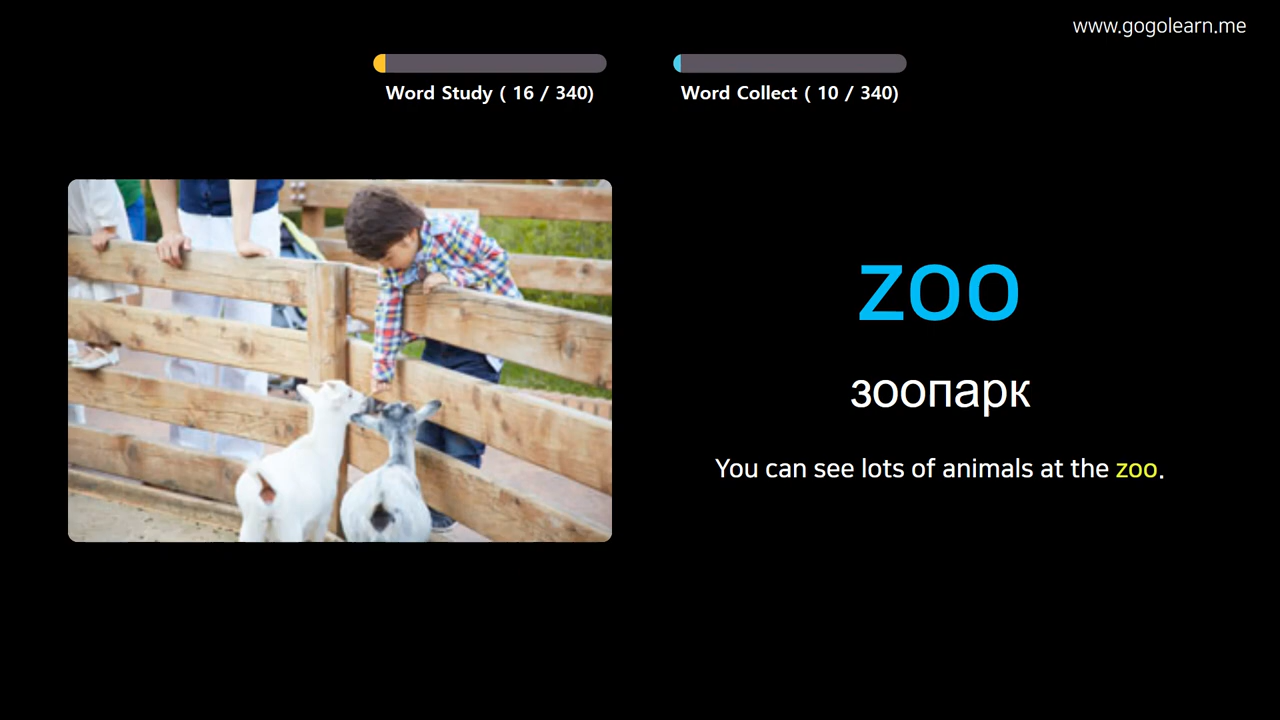 www.gogolearn.me
Word Study ( 16 / 340)
Word Collect ( 10 / 340)
zoo
зоопарк
You can see lots of animals at the zoo.